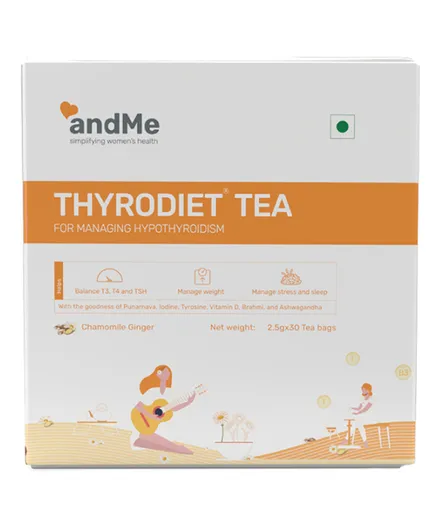 andMe
simplifying women's health
THYRODIET® TEA
FOR MANAGING HYPOTHYROIDISM
Balance T3, T4 and TSH
Manage weight
Manage stress and sleep
With the goodness of Punarnava, Iodine, Tyrosine, Vitamin D, Brahmi, and Ashwagandha
Chamomile Ginger
Net weight: 2.5gx30 Tea bags